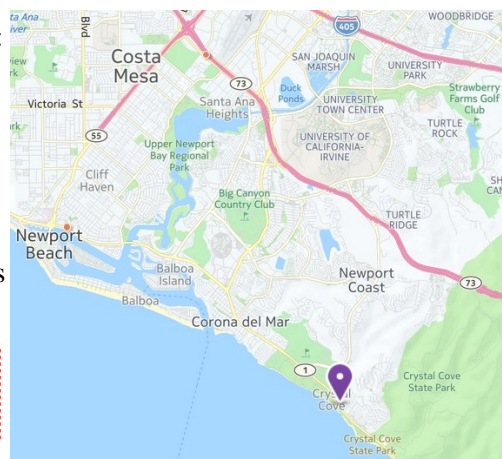 405
WOODBRIDGE
Blvd
Costa
Mesa
SAN JOAQUIN
MARSH
UNIVERSITY
PARK
73
Duck
Ponds
Strawberry
Farms Golf
Club
Victoria St
Santa Ana
Heights
UNIVERSITY
TOWN CENTER
TURTLE
ROCK
55
UNIVERSITY OF
CALIFORNIA-
IRVINE
Upper Newport
Bay Regional
Park
Cliff
Haven
Big Canyon
Country Club
TURTLE
RIDGE
Newport
Beach
Balboa
Island
Newport
Coast
73
s
Balboa
Corona del Mar
1
Crystal
Cove
Crystal Cove
State Park
Crystal Cove
State Park